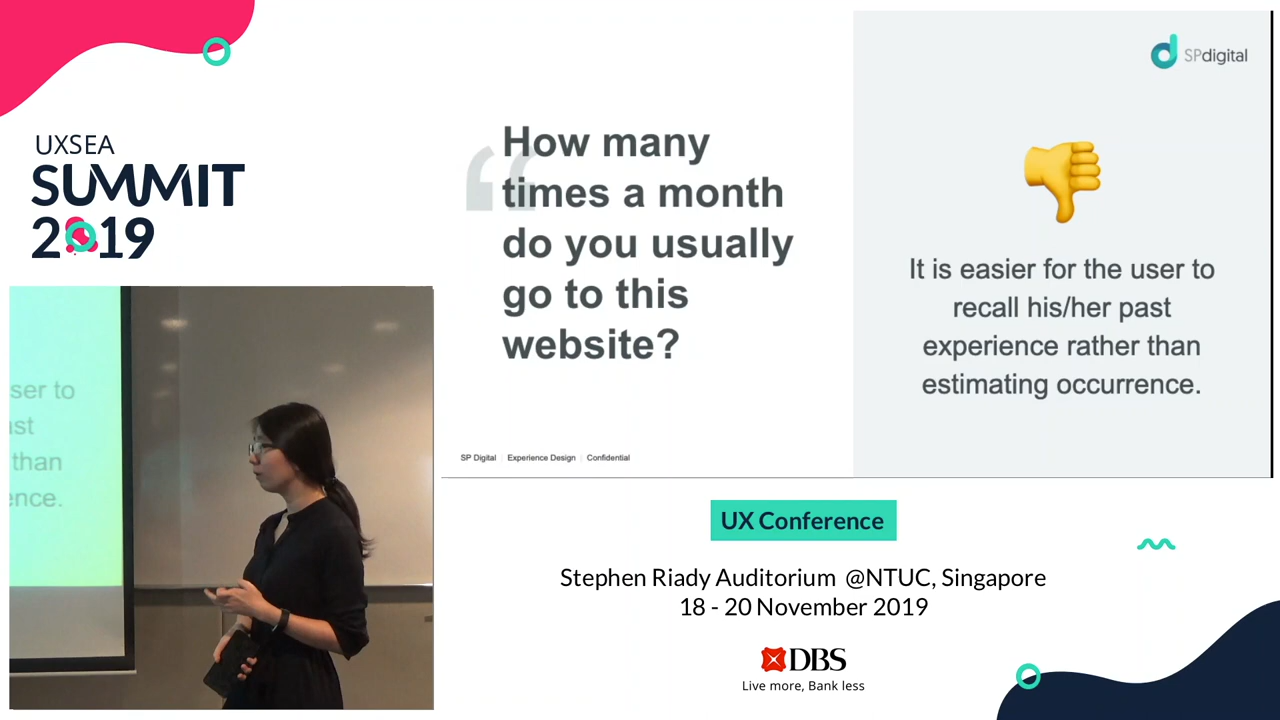 UXSEA
SUMMIT
2019
ser to
ast
than
ence.
“
How many
times a month
do you usually
go to this
website?
SP Digital | Experience Design | Confidential
SPdigital
It is easier for the user to
recall his/her past
experience rather than
estimating occurrence.
UX Conference
Stephen Riady Auditorium @NTUC, Singapore
18 - 20 November 2019
DBS
Live more, Bank less